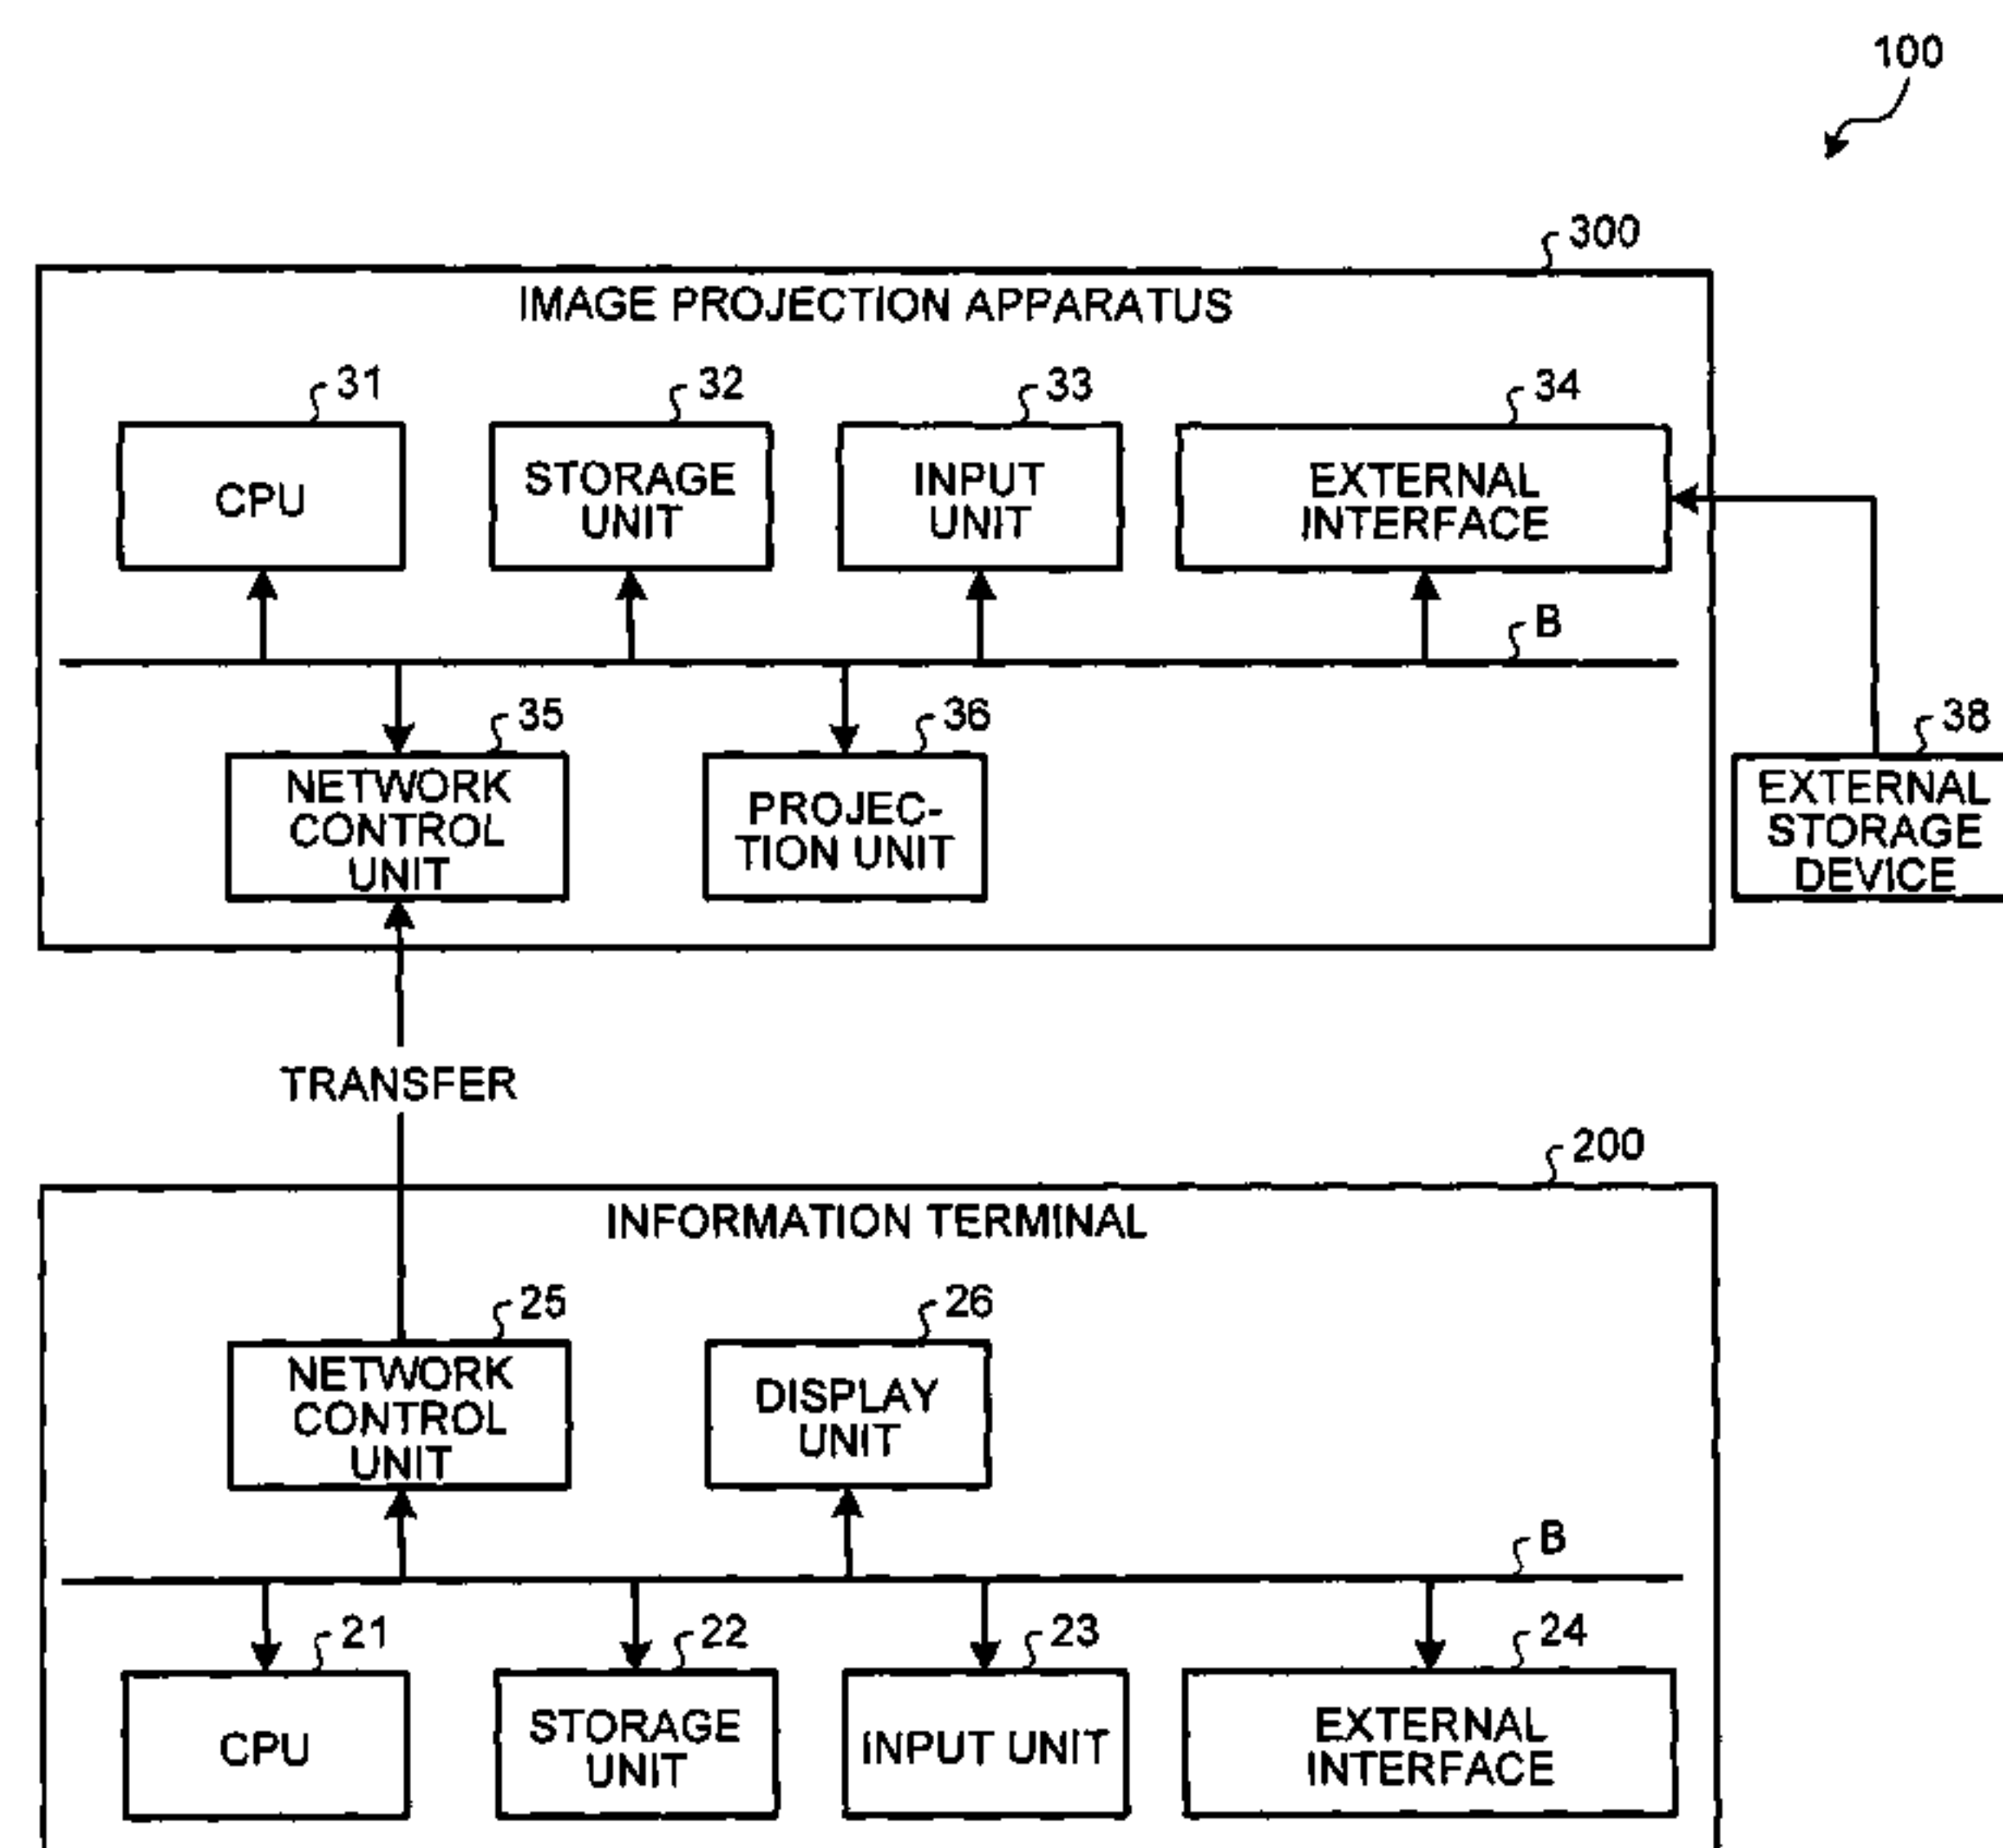 100
300
IMAGE PROJECTION APPARATUS
31
32
33
34
CPU
STORAGE
UNIT
INPUT
UNIT
EXTERNAL
INTERFACE
B
35
36
38
NETWORK
CONTROL
UNIT
PROJEC-
TION UNIT
EXTERNAL
STORAGE
DEVICE
TRANSFER
200
INFORMATION TERMINAL
25
26
NETWORK
CONTROL
UNIT
DISPLAY
UNIT
B
21
22
23
24
CPU
STORAGE
UNIT
INPUT UNIT
EXTERNAL
INTERFACE